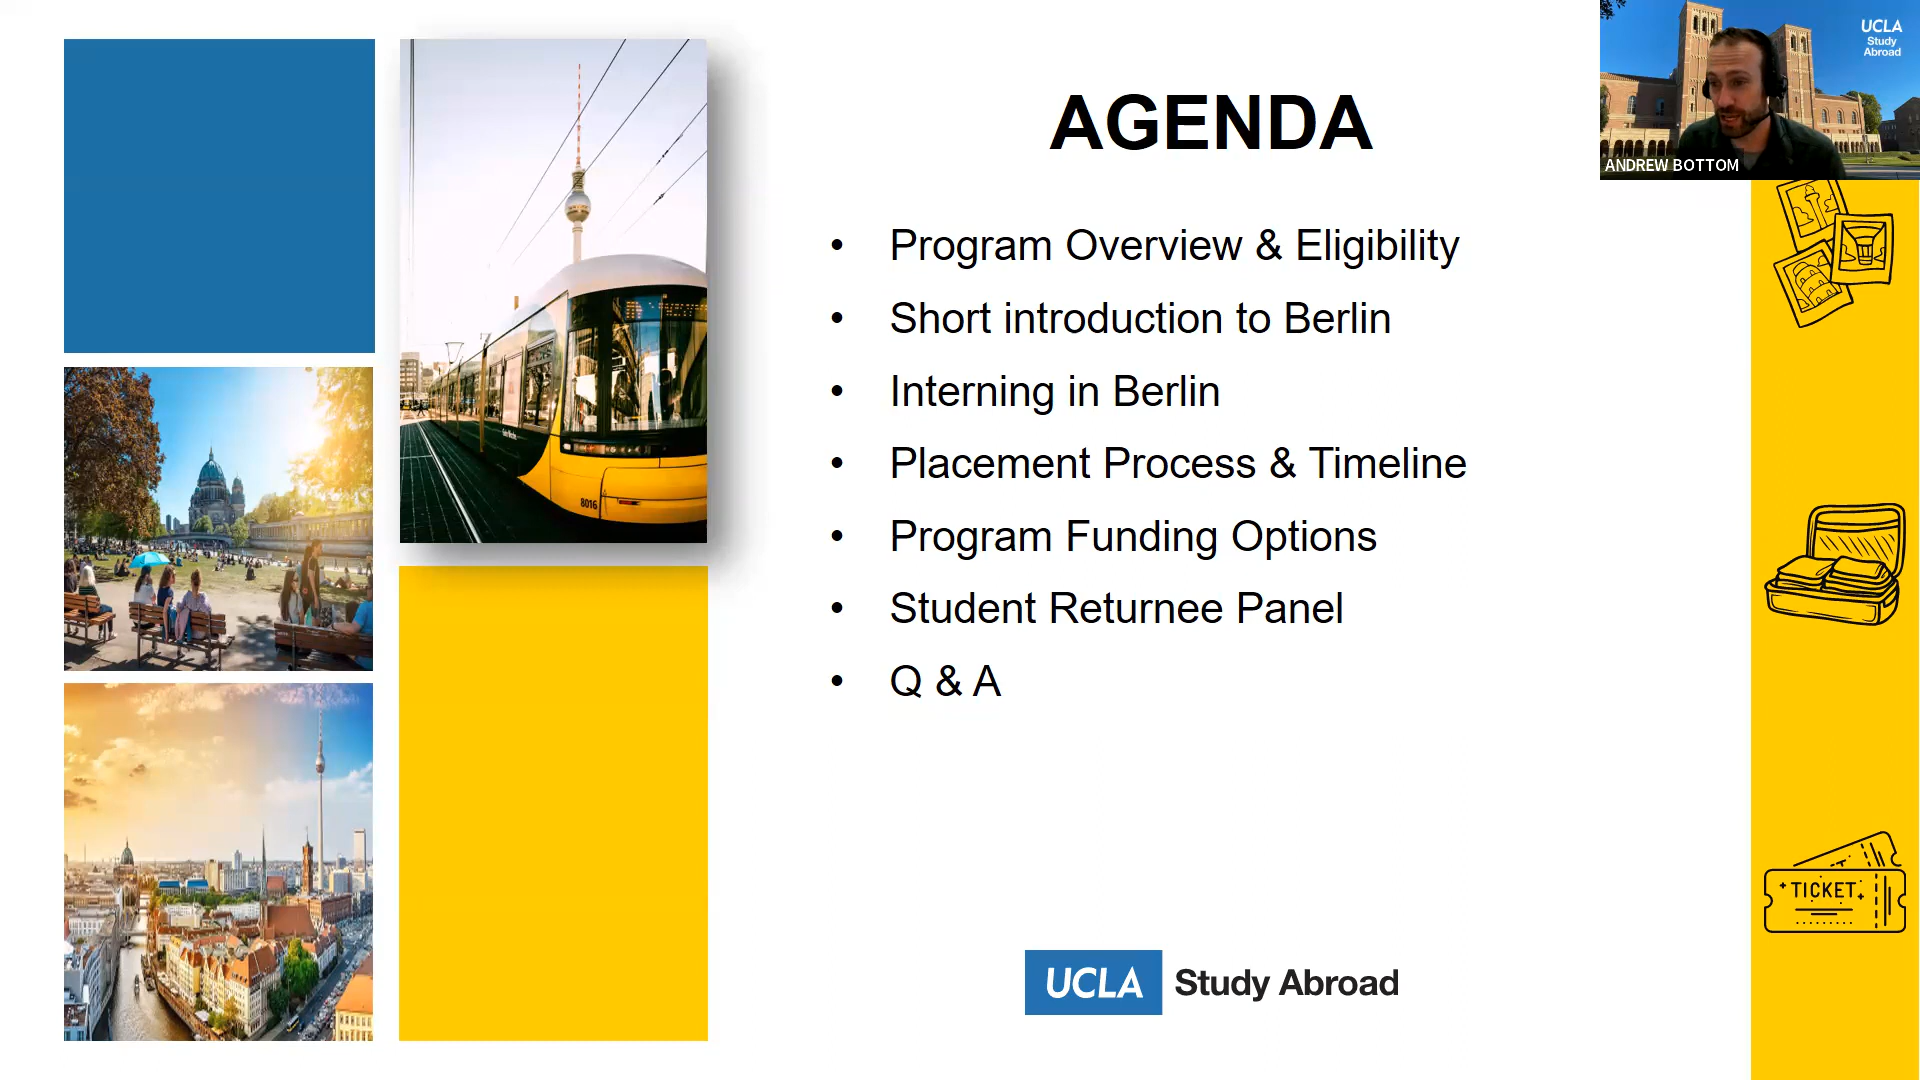 AGENDA
UCLA
Study
Abroad
ANDREW BOTTOM
• Program Overview & Eligibility
• Short introduction to Berlin
• Interning in Berlin
• Placement Process & Timeline
• Program Funding Options
• Student Returnee Panel
• Q & A
8016
TICKET
UCLA Study Abroad